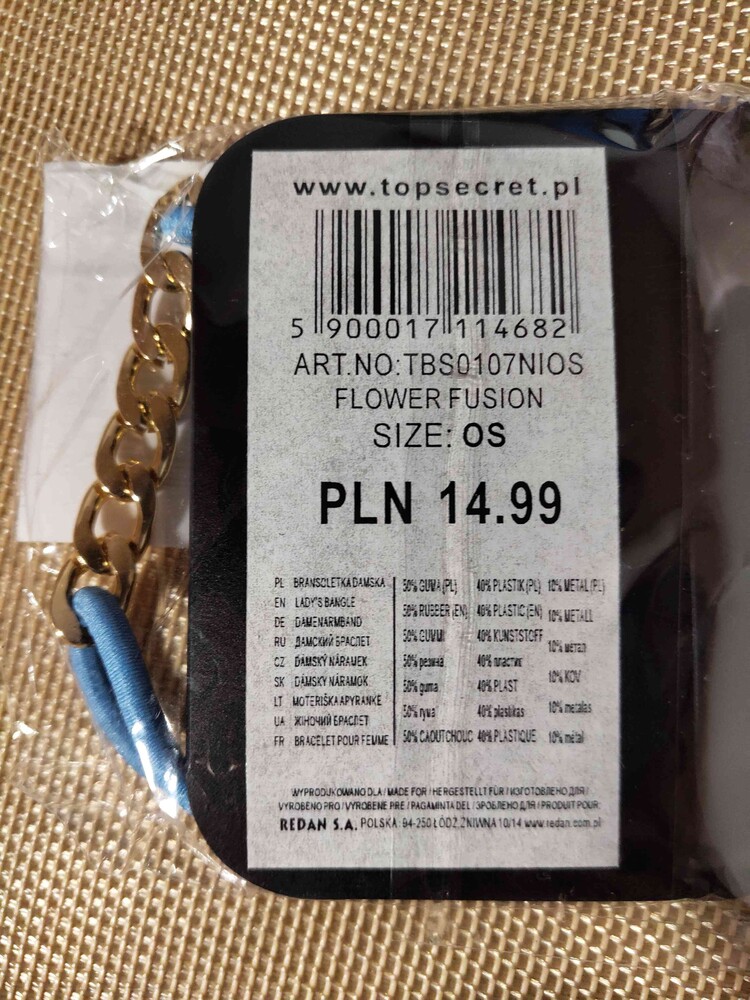 www.topsecret.pl
5 900017 114682
ART.NO:TBS0107NIOS
FLOWER FUSION
SIZE: OS
PLN 14.99
PL BRANSOLETKA DAMSKA 50% GUMA (PL) 40% PLASTIK (PL) 10% METAL (PL)
EN LADY'S BANGLE 50% RUBBER (EN) 40% PLASTIC (EN) 10% METALL
DE DAMENARMBAND 50% GUMMI 40% KUNSTSTOFF 10% метал
RU ДАМСКИЙ БРАСЛЕТ 50% резина 40% пластик 10% KOV
CZ DÁMSKÝ NÁRAMEK 50% guma 40% PLAST 10% metalas
SK DÁMSKY NÁRAMOK 50% гума 40% plastikas 10% métal
LT MOTERIŠKA APYRANKĖ 50% CAOUTCHOUC 40% PLASTIQUE
UA ЖІНОЧИЙ БРАСЛЕТ
FR BRACELET POUR FEMME
WYPRODUKOWANO DLA / MADE FOR / HERGESTELLT FÜR / ИЗГОТОВЛЕНО ДЛЯ /
VYROBENO PRO / VYROBENE PRE / PAGAMINTA DEL / ЗРОБЛЕНО ДЛЯ / PRODUIT POUR:
REDAN S.A. POLSKA, 94-250 ŁÓDŹ, ŻNIWNA 10/14 www.redan.com.pl